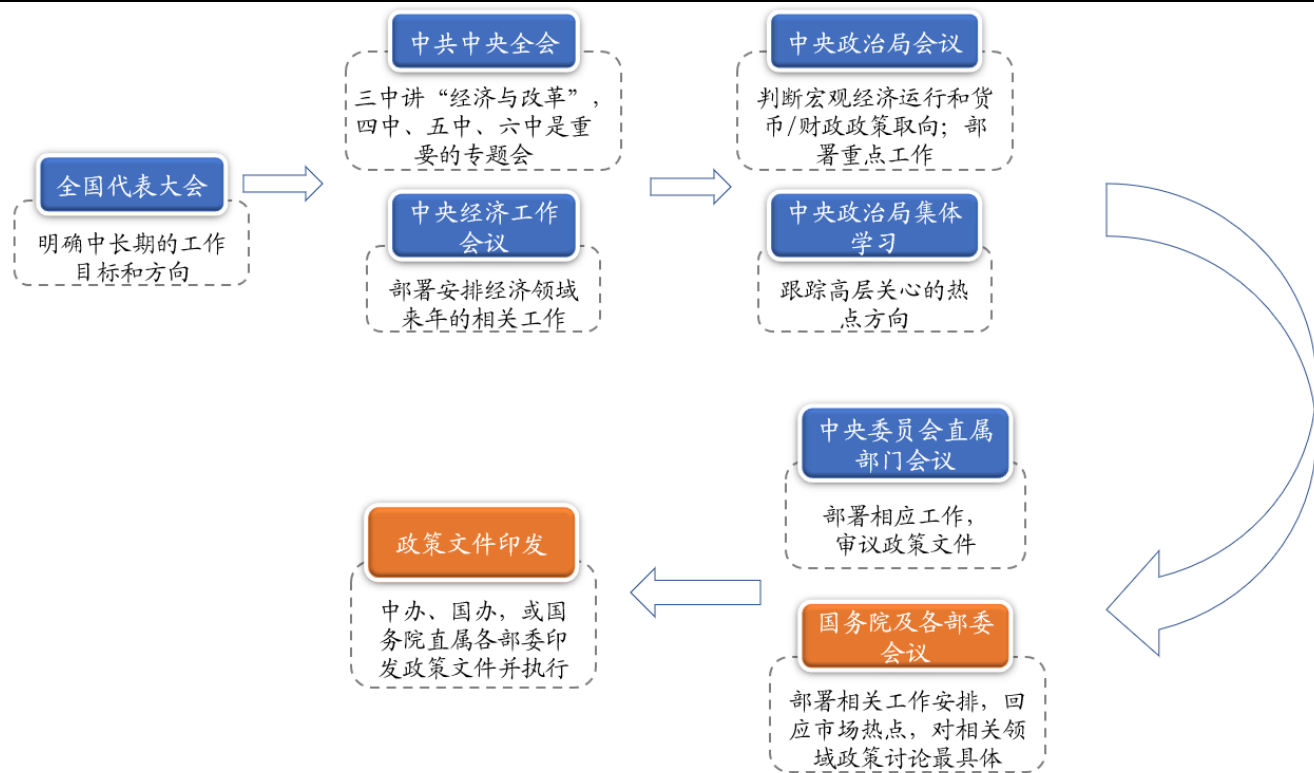 全国代表大会
明确中长期的工作
目标和方向
中共中央全会
三中讲“经济与改革”，
四中、五中、六中是重
要的专题会
中央经济工作
会议
部署安排经济领域
来年的相关工作
中央政治局会议
判断宏观经济运行和货
币/财政政策取向；部
署重点工作
中央政治局集体
学习
跟踪高层关心的热
点方向
中央委员会直属
部门会议
部署相应工作，
审议政策文件
国务院及各部委
会议
部署相关工作安排，回
应市场热点，对相关领
域政策讨论最具体
政策文件印发
中办、国办，或国
务院直属各部委印
发政策文件并执行